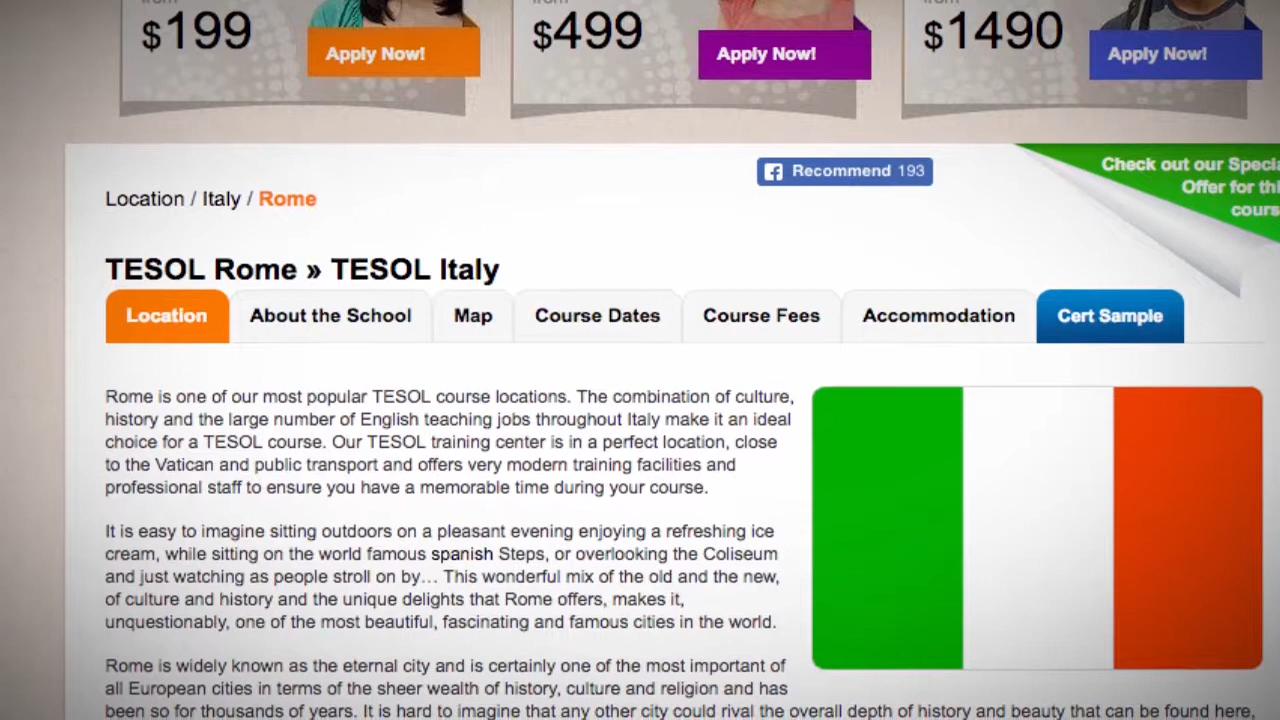 $199
Apply Now!
$499
Apply Now!
$1490
Apply Now!
Check out our
Recommend 193
Offer for
Location / Italy / Rome
TESOL Rome » TESOL Italy
Location
About the School
Map
Course Dates
Course Fees
Accommodation
Cert Sample
Rome is one of our most popular TESOL course locations. The combination of culture,
history and the large number of English teaching jobs throughout Italy make it an ideal
choice for a TESOL course. Our TESOL training center is in a perfect location, close
to the Vatican and public transport and offers very modern training facilities and
professional staff to ensure you have a memorable time during your course.
It is easy to imagine sitting outdoors on a pleasant evening enjoying a refreshing ice
cream, while sitting on the world famous spanish Steps, or overlooking the Coliseum
and just watching as people stroll on by… This wonderful mix of the old and the new,
of culture and history and the unique delights that Rome offers, makes it,
unquestionably, one of the most beautiful, fascinating and famous cities in the world.
Rome is widely known as the eternal city and is certainly one of the most important of
all European cities in terms of the sheer wealth of history, culture and religion and has
been so for thousands of years. It is hard to imagine that any other city could rival the overall depth of history and beauty that can be found here,